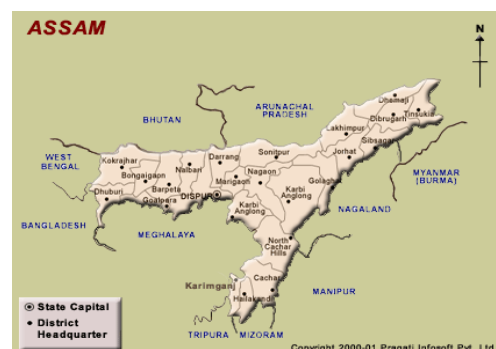 ASSAM
N
BHUTAN
ARUNACHAL
PRADESH
Dhemaji
Tinsukia
Dibrugarh
Lakhimpur
Sibsagar
WEST
BENGAL
Kokrajhar
Darrang
Sonitpur
Jorhat
Bongaigaon
Nalbari
MYANMAR
(BURMA)
Barpeta
Marigaon
Nagaon
Golaghat
Dhuburi
Goalpara
DISPUR
Karbi
Anglong
Karbi
Anglong
NAGALAND
BANGLADESH
MEGHALAYA
North
Cachar
Hills
Karimganj
Cachar
MANIPUR
Hailakandi
State Capital
District
Headquarter
TRIPURA
MIZORAM
Copyright 2000-01 Pragati Infosoft Pvt. Ltd